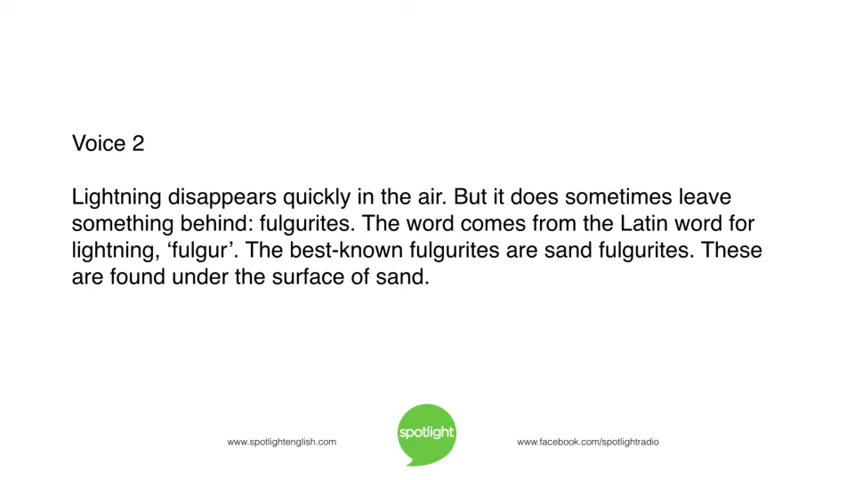 Voice 2
Lightning disappears quickly in the air. But it does sometimes leave
something behind: fulgurites. The word comes from the Latin word for
lightning, ‘fulgur’. The best-known fulgurites are sand fulgurites. These
are found under the surface of sand.
www.spotlightenglish.com
spotlight
www.facebook.com/spotlightradio